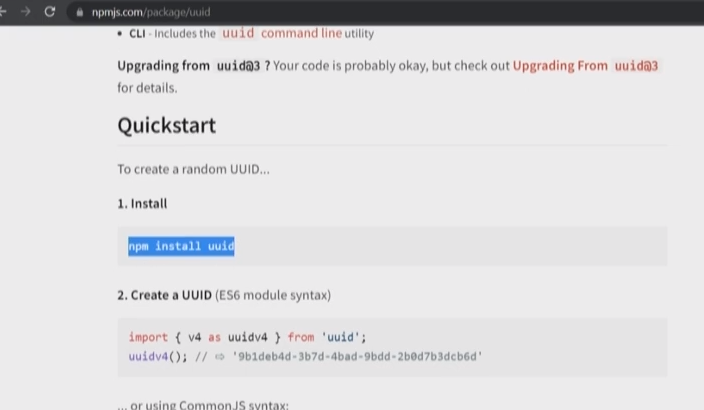 npmjs.com/package/uuid
• CLI - Includes the uuid command line utility
Upgrading from uuid@3 ? Your code is probably okay, but check out Upgrading From uuid@3
for details.
Quickstart
To create a random UUID...
1. Install
npm install uuid
2. Create a UUID (ES6 module syntax)
import { v4 as uuidv4 } from 'uuid';
uuidv4(); // ⇨ '9b1deb4d-3b7d-4bad-9bdd-2b0d7b3dcb6d'
... or using CommonJS syntax: